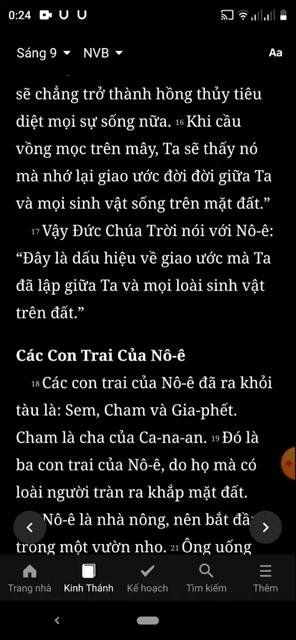 0:24
Sáng 9 NVB Aa
sẽ chẳng trở thành hồng thủy tiêu
diệt mọi sự sống nữa. 16 Khi cầu
vồng mọc trên mây, Ta sẽ thấy nó
mà nhớ lại giao ước đời đời giữa Ta
và mọi sinh vật sống trên mặt đất.”
17 Vậy Đức Chúa Trời nói với Nô-ê:
“Đây là dấu hiệu về giao ước mà Ta
đã lập giữa Ta và mọi loài sinh vật
trên đất.”
Các Con Trai Của Nô-ê
18 Các con trai của Nô-ê đã ra khỏi
tàu là: Sem, Cham và Gia-phết.
Cham là cha của Ca-na-an. 19 Đó là
ba con trai của Nô-ê, do họ mà có
loài người tràn ra khắp mặt đất.
Nô-ê là nhà nông, nên bắt đầ
trồng một vườn nho. 21 Ông uống
Trang nhà Kinh Thánh Kế hoạch Tìm kiếm Thêm